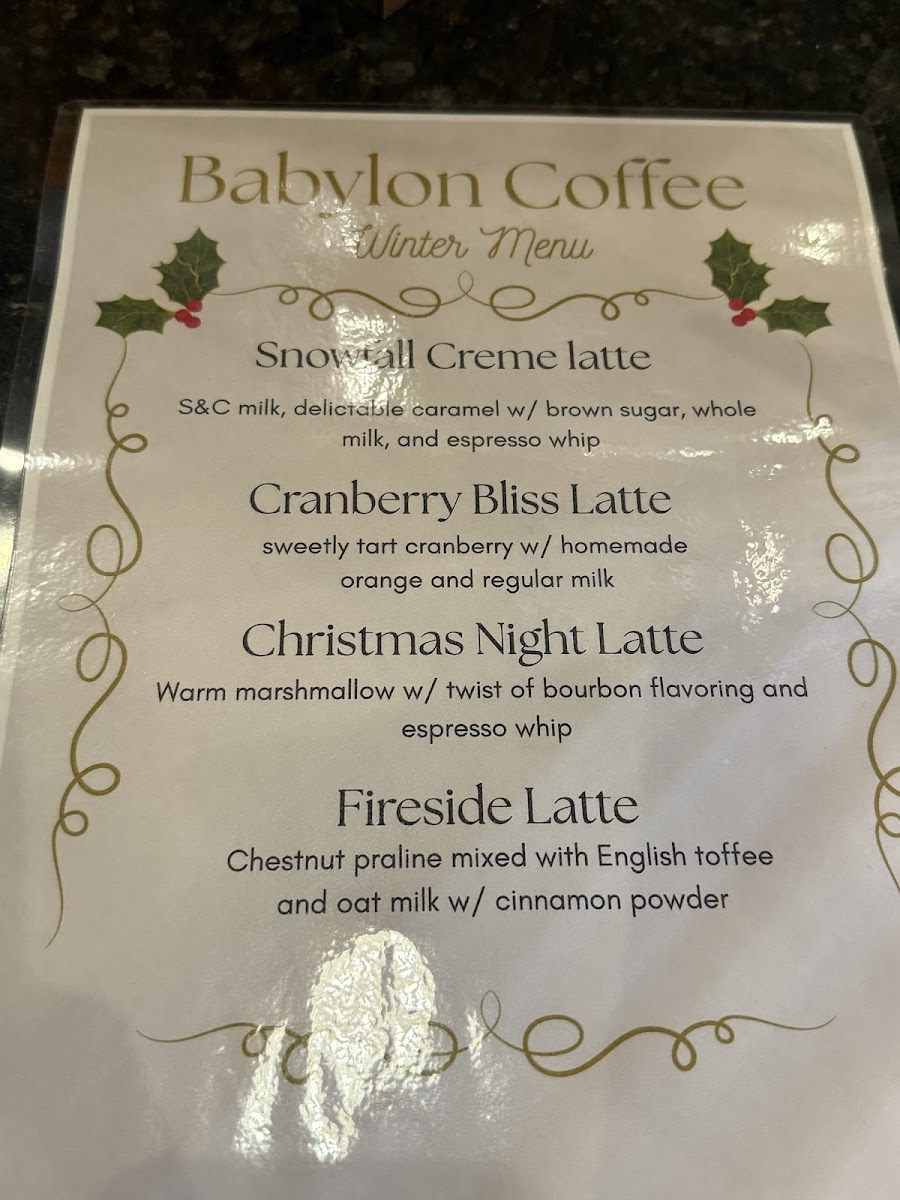 Babylon Coffee
Winter Menu
Snowfall Creme latte
S&C milk, delictable caramel w/ brown sugar, whole
milk, and espresso whip
Cranberry Bliss Latte
sweetly tart cranberry w/ homemade
orange and regular milk
Christmas Night Latte
Warm marshmallow w/ twist of bourbon flavoring and
espresso whip
Fireside Latte
Chestnut praline mixed with English toffee
and oat milk w/ cinnamon powder